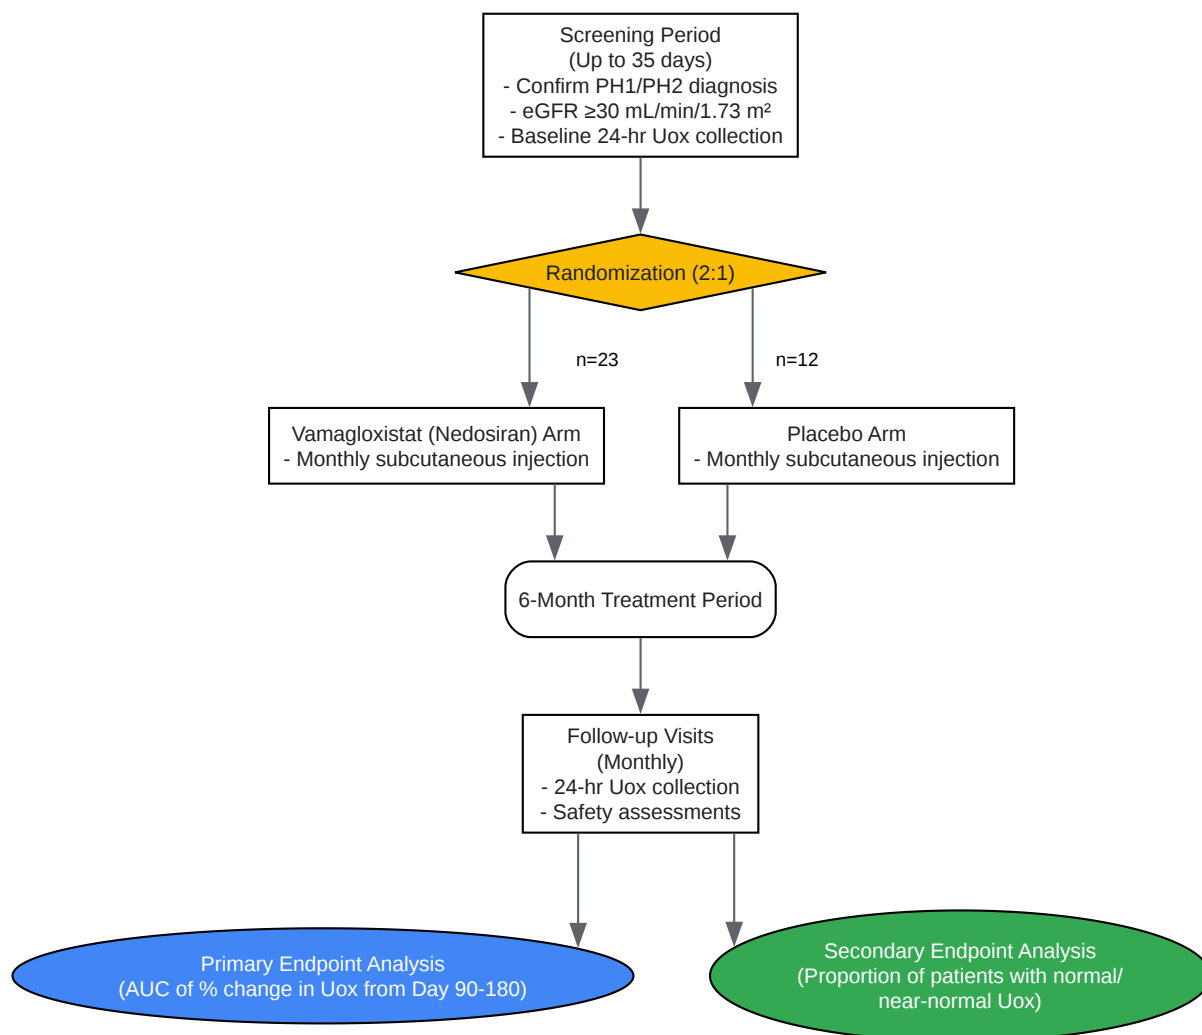 Screening Period
(Up to 35 days)
- Confirm PH1/PH2 diagnosis
- eGFR ≥30 mL/min/1.73 m²
- Baseline 24-hr Uox collection
Randomization (2:1)
n=23
n=12
Vamagloxistat (Nedosiran) Arm
- Monthly subcutaneous injection
Placebo Arm
- Monthly subcutaneous injection
6-Month Treatment Period
Follow-up Visits
(Monthly)
- 24-hr Uox collection
- Safety assessments
Primary Endpoint Analysis
(AUC of % change in Uox from Day 90-180)
Secondary Endpoint Analysis
(Proportion of patients with normal/
near-normal Uox)